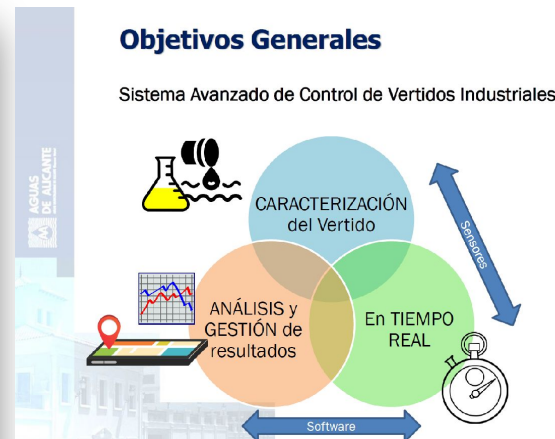 Objetivos Generales
Sistema Avanzado de Control de Vertidos Industriales
AGUAS
DE ALICANTE
CARACTERIZACIÓN
del Vertido
Sensores
ANÁLISIS y
GESTIÓN de
resultados
En TIEMPO
REAL
Software